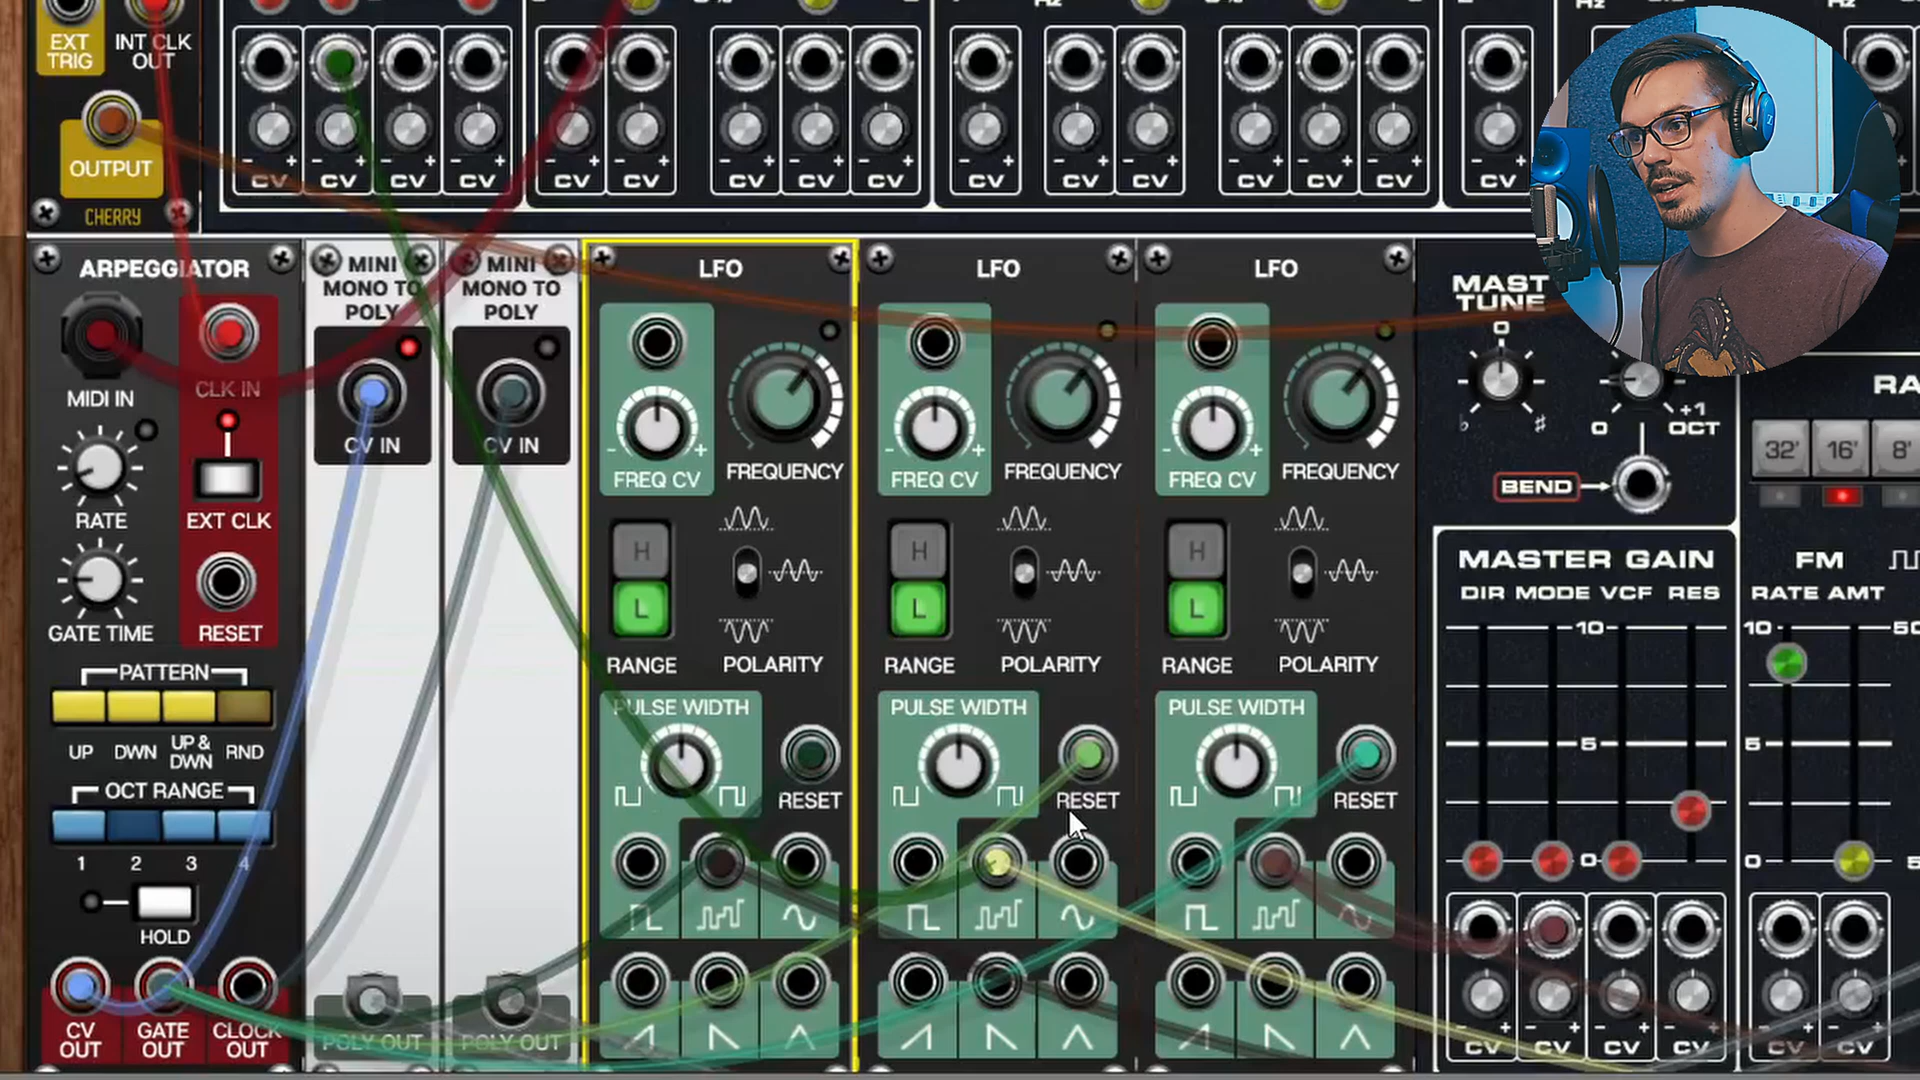 EXT
TRIG
INT CLK
OUT
OUTPUT
CHERRY
- +
CV
- +
CV
- +
CV
- +
CV
- +
CV
- +
CV
- +
CV
- +
CV
- +
CV
- +
CV
- +
CV
- +
CV
- +
CV
- +
CV
- +
CV
CV
ARPEGGIATOR
MIDI IN
CLK IN
RATE
EXT CLK
GATE TIME
RESET
PATTERN
UP
DWN
UP &
DWN
RND
OCT RANGE
1
2
3
4
HOLD
CV
OUT
GATE
OUT
CLOCK
OUT
MINI
MONO TO
POLY
CV IN
POLY OUT
MINI
MONO TO
POLY
CV IN
POLY OUT
LFO
- +
FREQ CV
FREQUENCY
H
L
RANGE
POLARITY
PULSE WIDTH
RESET
LFO
- +
FREQ CV
FREQUENCY
H
L
RANGE
POLARITY
PULSE WIDTH
RESET
LFO
- +
FREQ CV
FREQUENCY
H
L
RANGE
POLARITY
PULSE WIDTH
RESET
MAST
TUNE
0
♭ ♯
0
+1
OCT
BEND
RA
32'
16'
8'
MASTER GAIN
DIR MODE VCF RES
10
5
0
- +
CV
- +
CV
- +
CV
- +
CV
FM
RATE AMT
10
50
5
0
5
- +
CV
- +
CV